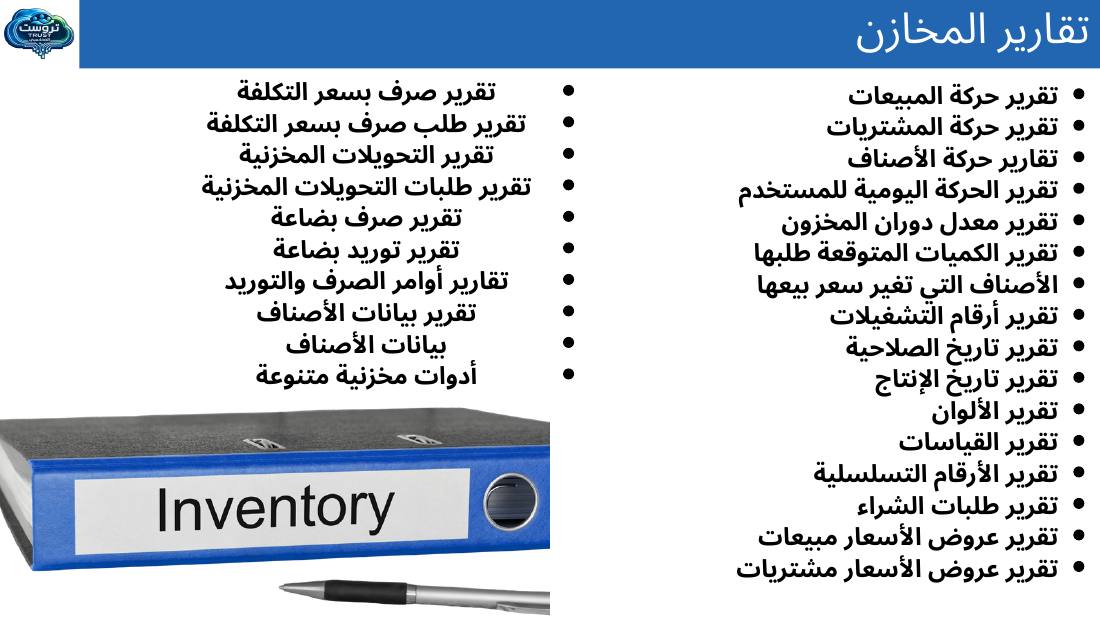 تروست
TRUST
تقارير المخازن
تقرير حركة المبيعات
تقرير حركة المشتريات
تقارير حركة الأصناف
تقرير الحركة اليومية للمستخدم
تقرير معدل دوران المخزون
تقرير الكميات المتوقعة طلبها
الأصناف التي تغير سعر بيعها
تقرير أرقام التشغيلات
تقرير تاريخ الصلاحية
تقرير تاريخ الإنتاج
تقرير الألوان
تقرير القياسات
تقرير الأرقام التسلسلية
تقرير طلبات الشراء
تقرير عروض الأسعار مبيعات
تقرير عروض الأسعار مشتريات
تقرير صرف بسعر التكلفة
تقرير طلب صرف بسعر التكلفة
تقرير التحويلات المخزنية
تقرير طلبات التحويلات المخزنية
تقرير صرف بضاعة
تقرير توريد بضاعة
تقارير أوامر الصرف والتوريد
تقرير بيانات الأصناف
بيانات الأصناف
أدوات مخزنية متنوعة
Inventory